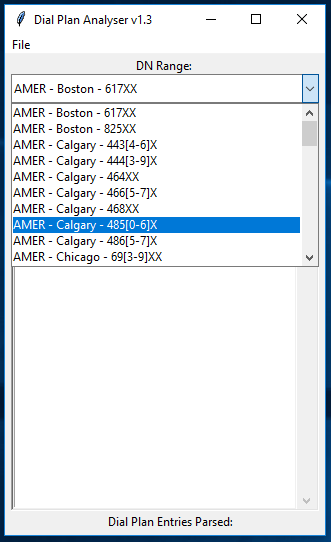 Dial Plan Analyser v1.3
File
DN Range:
AMER - Boston - 617XX
AMER - Boston - 617XX
AMER - Boston - 825XX
AMER - Calgary - 443[4-6]X
AMER - Calgary - 444[3-9]X
AMER - Calgary - 464XX
AMER - Calgary - 466[5-7]X
AMER - Calgary - 468XX
AMER - Calgary - 485[0-6]X
AMER - Calgary - 486[5-7]X
AMER - Chicago - 69[3-9]XX
Dial Plan Entries Parsed: